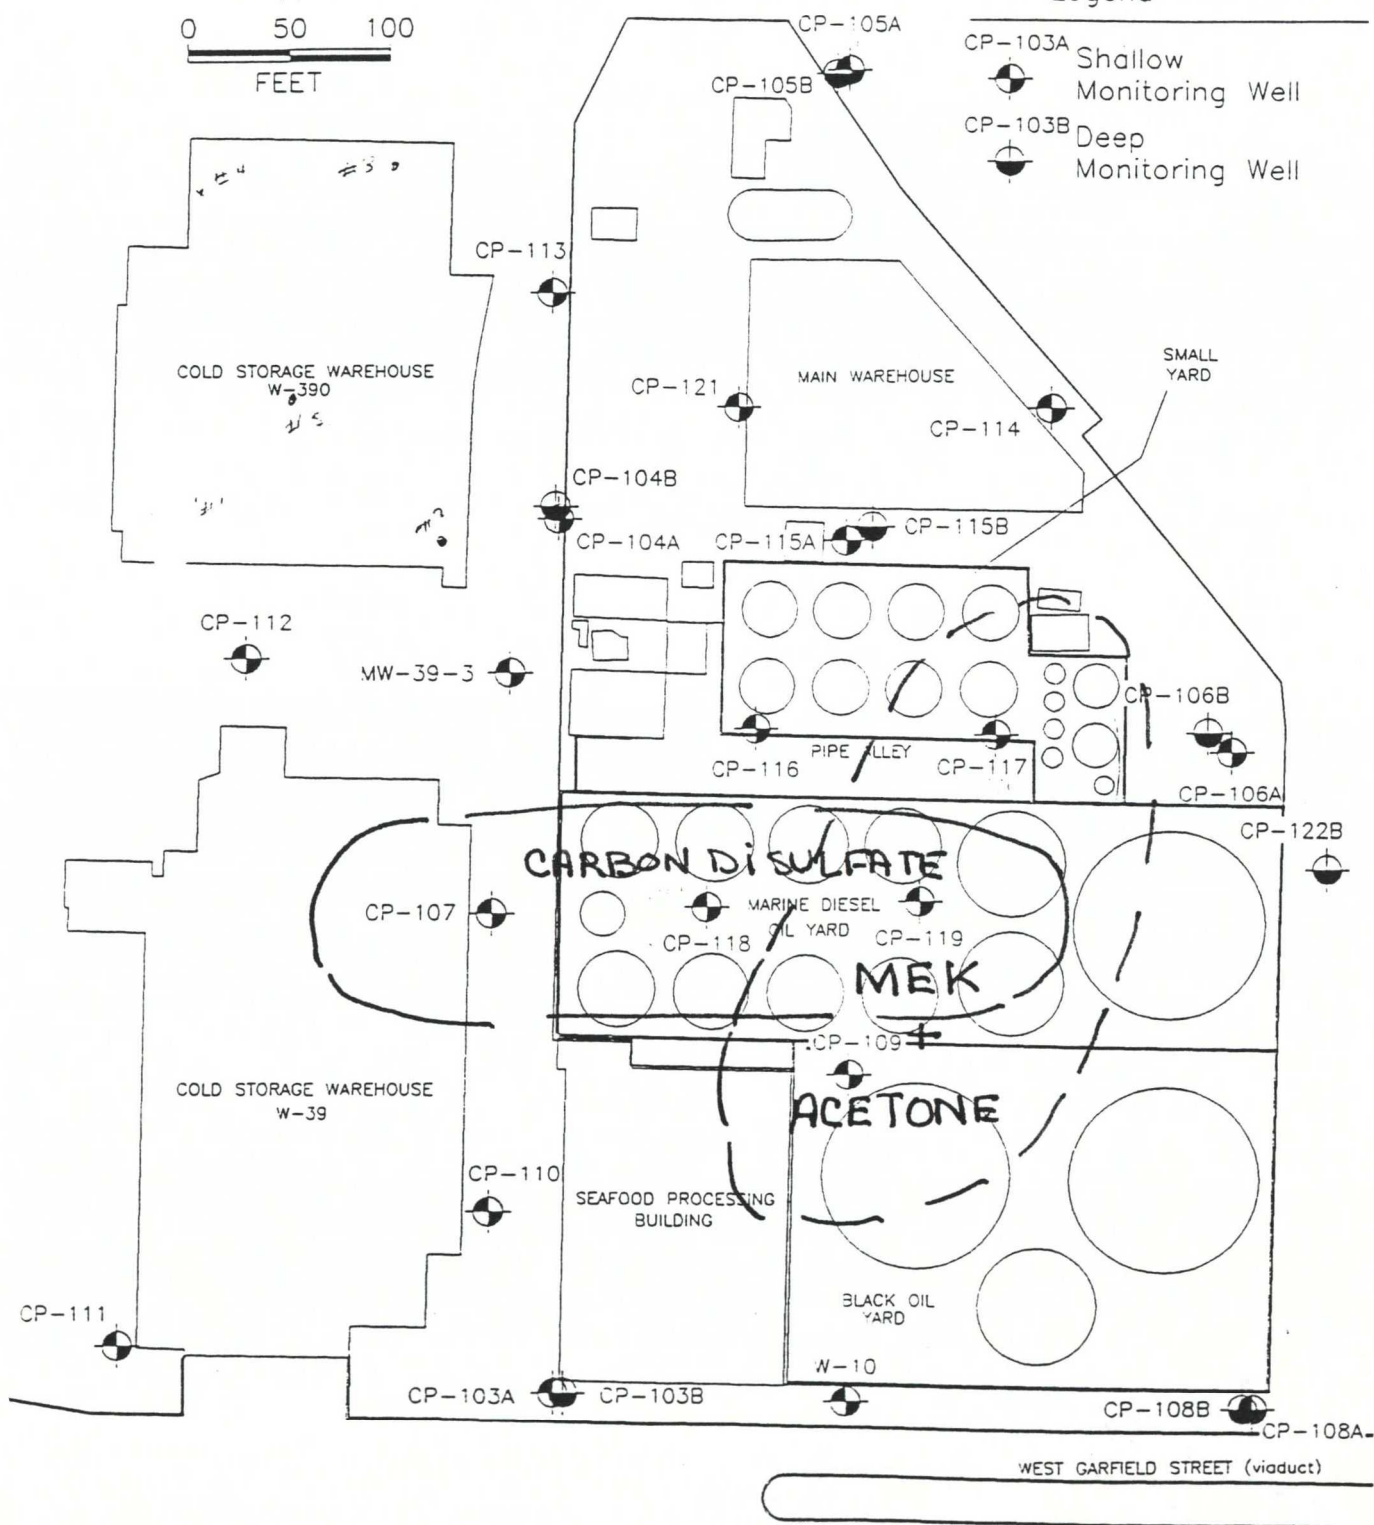 0 50 100
FEET
Legend
CP-103A Shallow
Monitoring Well
CP-103B Deep
Monitoring Well
CP-105A
CP-105B
#4
#3
CP-113
COLD STORAGE WAREHOUSE
W-390
CP-121
MAIN WAREHOUSE
CP-114
SMALL
YARD
CP-104B
CP-104A
CP-115A
CP-115B
CP-112
MW-39-3
CP-116
PIPE ALLEY
CP-117
CP-106B
CP-106A
CP-122B
CARBON DiSULFATE
CP-107
MARINE DIESEL
OIL YARD
CP-118
CP-119
MEK
+
CP-109
ACETONE
COLD STORAGE WAREHOUSE
W-39
CP-110
SEAFOOD PROCESSING
BUILDING
BLACK OIL
YARD
CP-111
W-10
CP-103A
CP-103B
CP-108B
CP-108A
WEST GARFIELD STREET (viaduct)